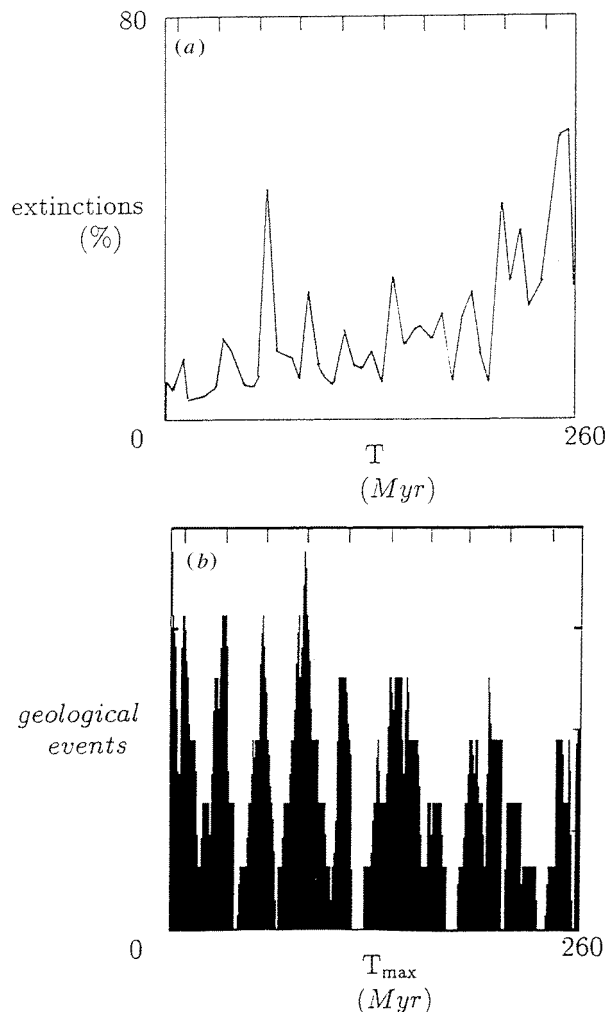 80
(a)
extinctions
(%)
0
260
T
(Myr)
(b)
geological
events
0
260
Tmax
(Myr)